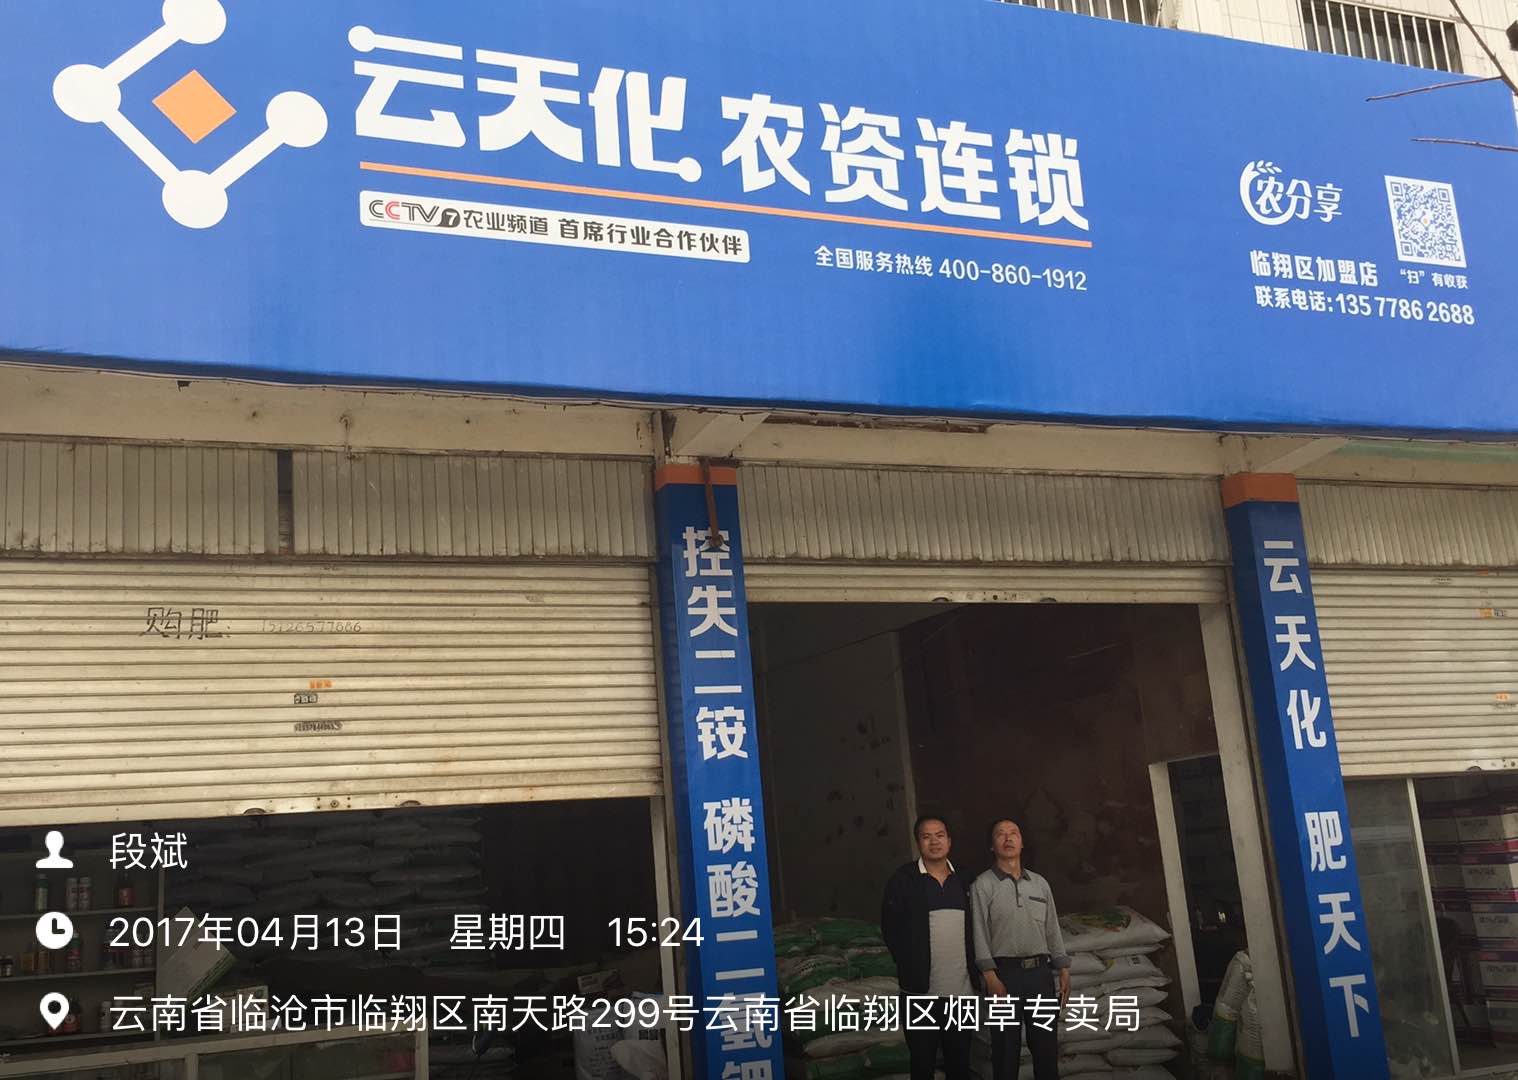 云天化 农资连锁
CCTV 7 农业频道 首席行业合作伙伴
全国服务热线 400-860-1912
农分享
临翔区加盟店
“扫”有收获
联系电话:135 7786 2688
购肥:
控失二铵 磷酸二氢钾
云天化 肥天下
段斌
2017年04月13日 星期四 15:24
云南省临沧市临翔区南天路299号云南省临翔区烟草专卖局